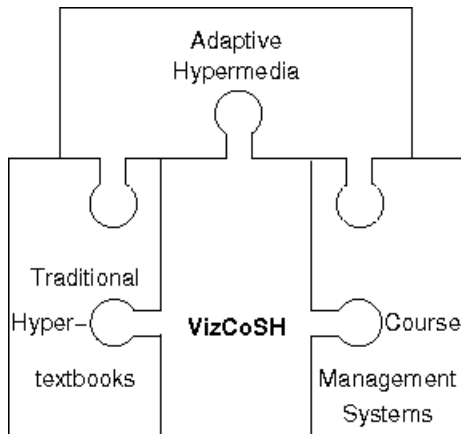 Adaptive
Hypermedia
Traditional
Hyper-
textbooks
VizCoSH
Course
Management
Systems